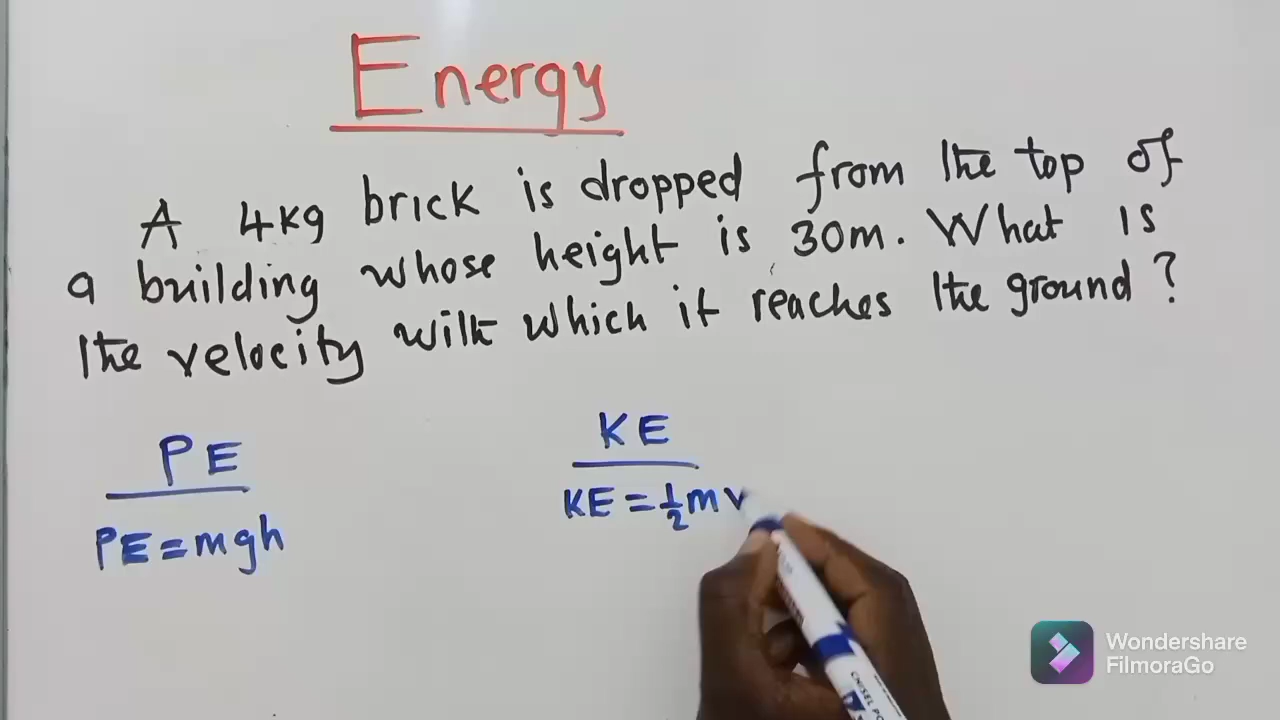 Energy
A 4kg brick is dropped from the top of
a building whose height is 30m. What is
the velocity with which it reaches the ground?
PE
KE
PE = mgh
KE = ½mv
Wondershare
FilmoraGo